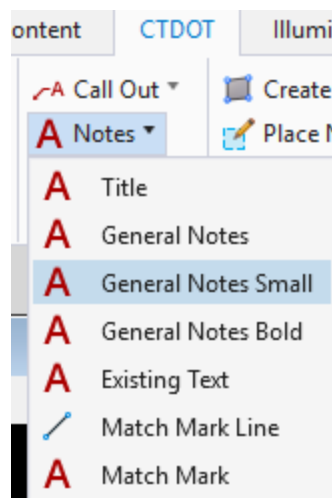 ontent CTDOT Illumi
A Call Out Create
A Notes Place
A Title
A General Notes
A General Notes Small
A General Notes Bold
A Existing Text
Match Mark Line
A Match Mark